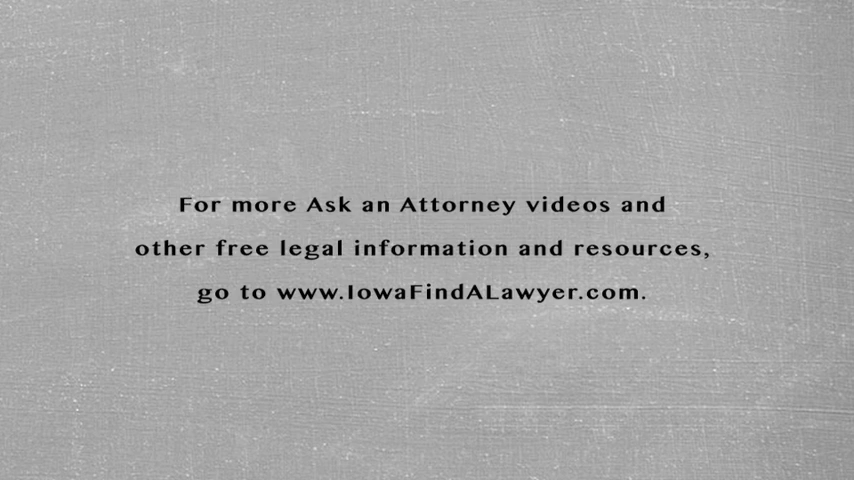 For more Ask an Attorney videos and
other free legal information and resources,
go to www.IowaFindALawyer.com.